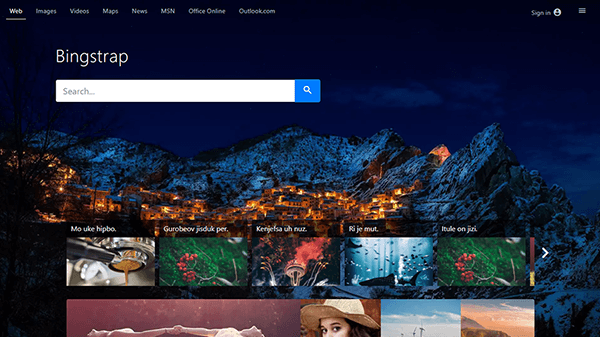 Web Images Videos Maps News MSN Office Online Outlook.com Sign in
Bingstrap
Search...
Mo uke hipbo. Gurobeov jisduk per. Kenjefsa uh nuz. Ri je mut. Itule on jizi.